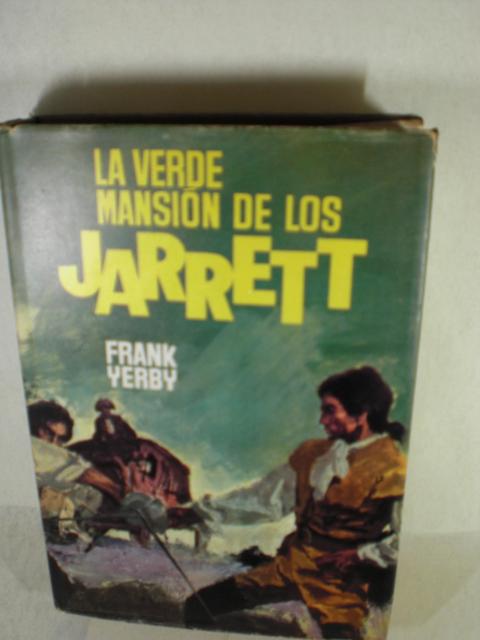 LA VERDE
MANSIÓN DE LOS
JARRETT
FRANK
YERBY